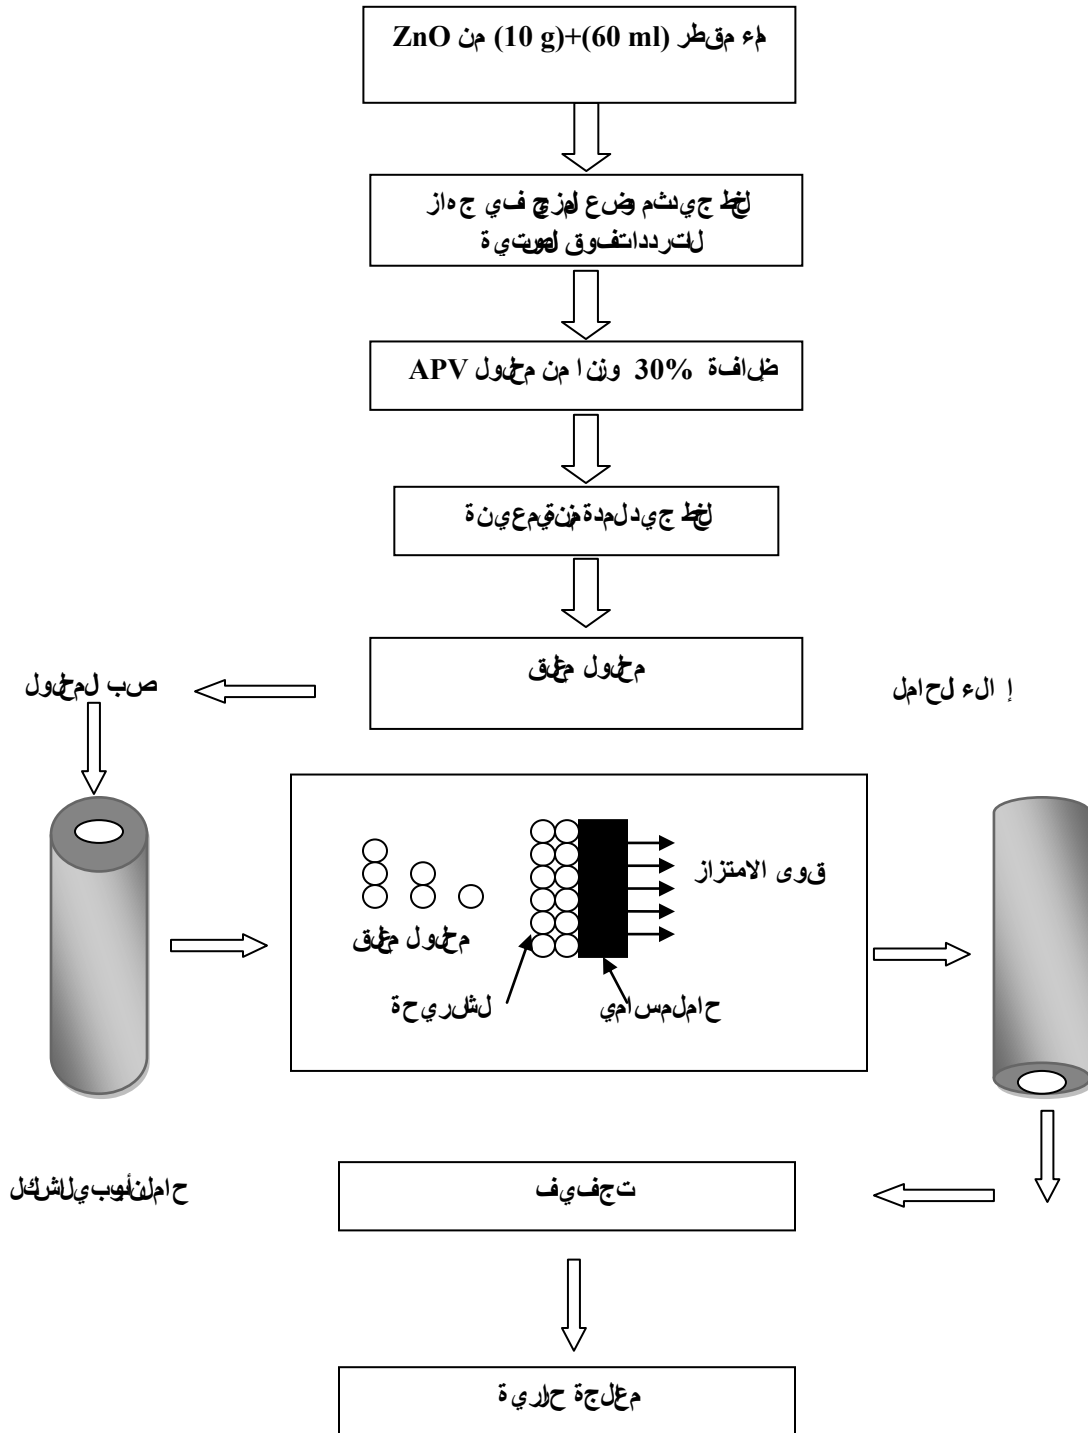 ماء مقطر (60 ml)+(10 g) من ZnO
خلط جيد ثم وضع المزيج في جهاز
الترددات فوق الصوتية
إضافة 30% وزنا من محلول APV
خلط جيد لمدة زمنية معينة
محلول معلق
صب المحلول
إ الاء الحامل
قوى الامتزاز
محلول معلق
الشريحة
حامل مسامي
حامل أنبوبي الشكل
تجفيف
معالجة حرارية